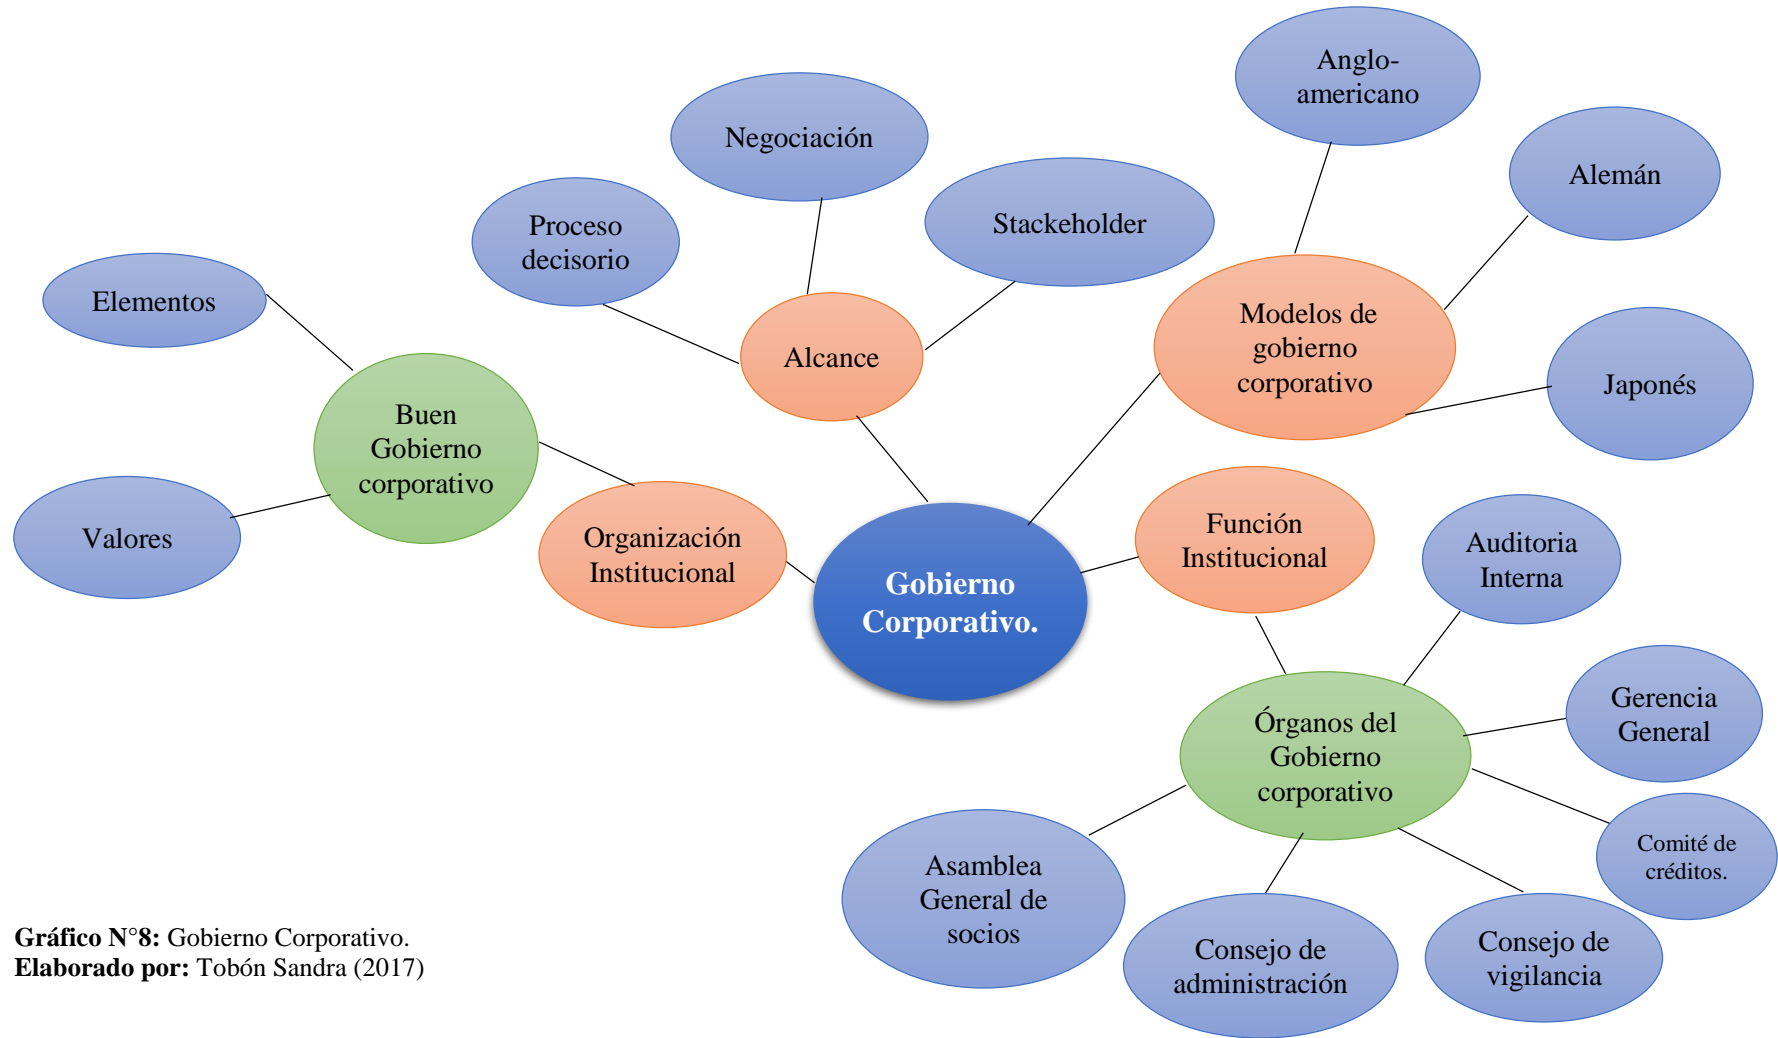 Anglo-
americano
Negociación
Alemán
Proceso
decisorio
Stackeholder
Elementos
Alcance
Modelos de
gobierno
corporativo
Japonés
Buen
Gobierno
corporativo
Valores
Organización
Institucional
Función
Institucional
Auditoria
Interna
Gobierno
Corporativo.
Gerencia
General
Órganos del
Gobierno
corporativo
Comité de
créditos.
Asamblea
General de
socios
Consejo de
administración
Consejo de
vigilancia
Gráfico N°8: Gobierno Corporativo.
Elaborado por: Tobón Sandra (2017)